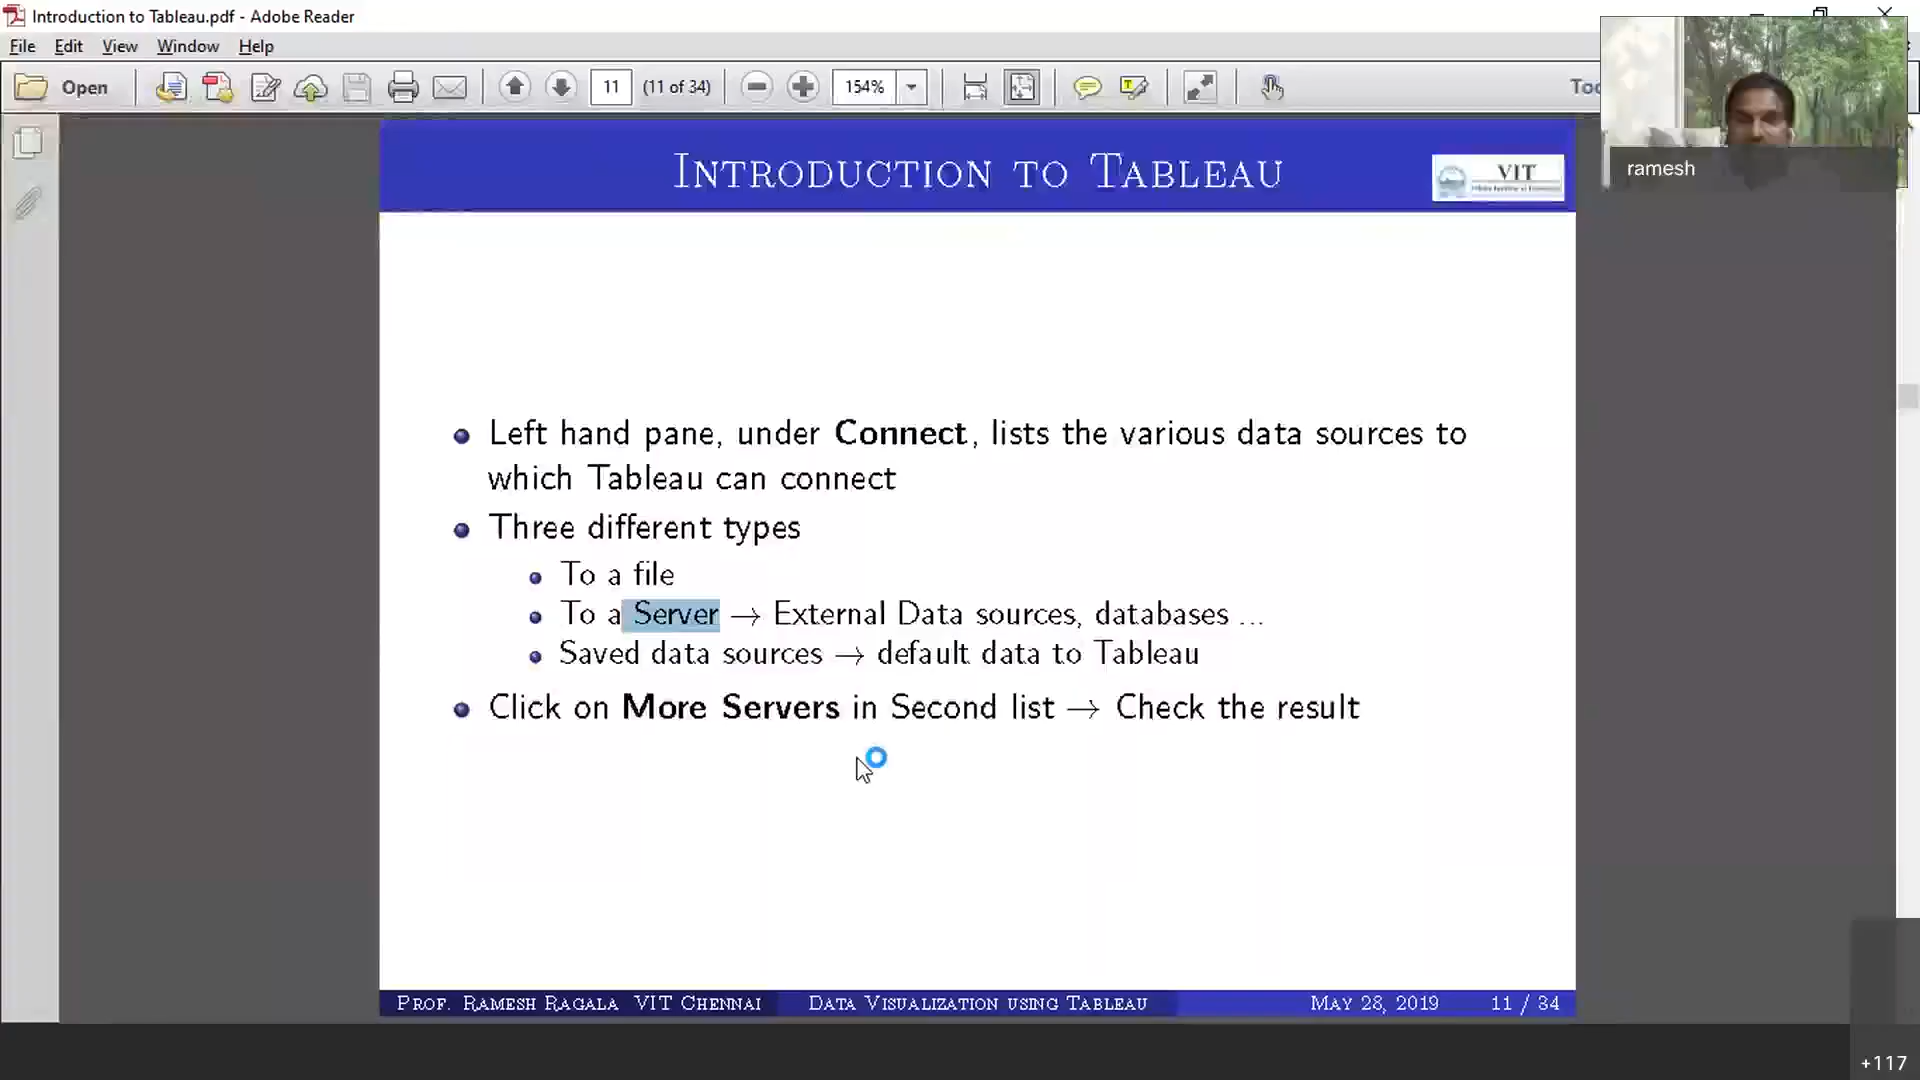 Introduction to Tableau.pdf - Adobe Reader
File Edit View Window Help
Open 11 (11 of 34) 154% Too
INTRODUCTION TO TABLEAU
VIT
ramesh
Left hand pane, under Connect, lists the various data sources to
which Tableau can connect
Three different types
To a file
To a Server → External Data sources, databases ...
Saved data sources → default data to Tableau
Click on More Servers in Second list → Check the result
PROF. RAMESH RAGALA VIT CHENNAI DATA VISUALIZATION USING TABLEAU MAY 28, 2019 11 / 34
+117